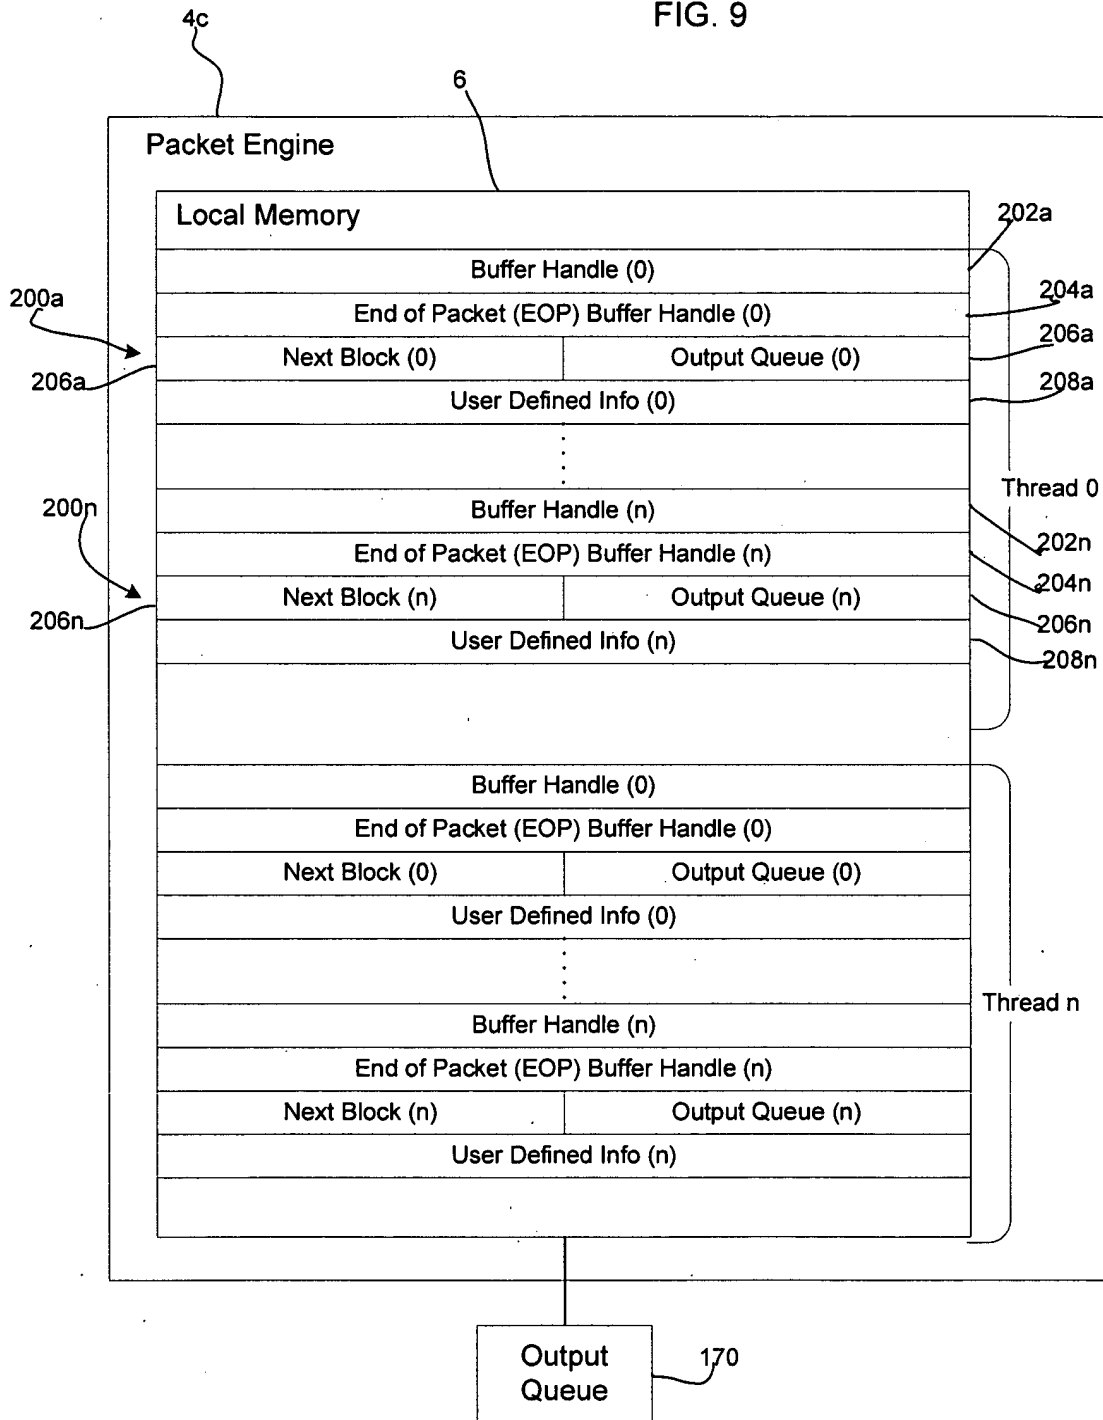 FIG. 9
4c
6
Packet Engine
Local Memory
202a
Buffer Handle (0)
200a
204a
End of Packet (EOP) Buffer Handle (0)
206a
Next Block (0) Output Queue (0)
206a
User Defined Info (0)
208a
Thread 0
200n
Buffer Handle (n)
202n
End of Packet (EOP) Buffer Handle (n)
204n
Next Block (n) Output Queue (n)
206n
206n
User Defined Info (n)
208n
Buffer Handle (0)
End of Packet (EOP) Buffer Handle (0)
Next Block (0) Output Queue (0)
User Defined Info (0)
Thread n
Buffer Handle (n)
End of Packet (EOP) Buffer Handle (n)
Next Block (n) Output Queue (n)
User Defined Info (n)
Output
Queue
170